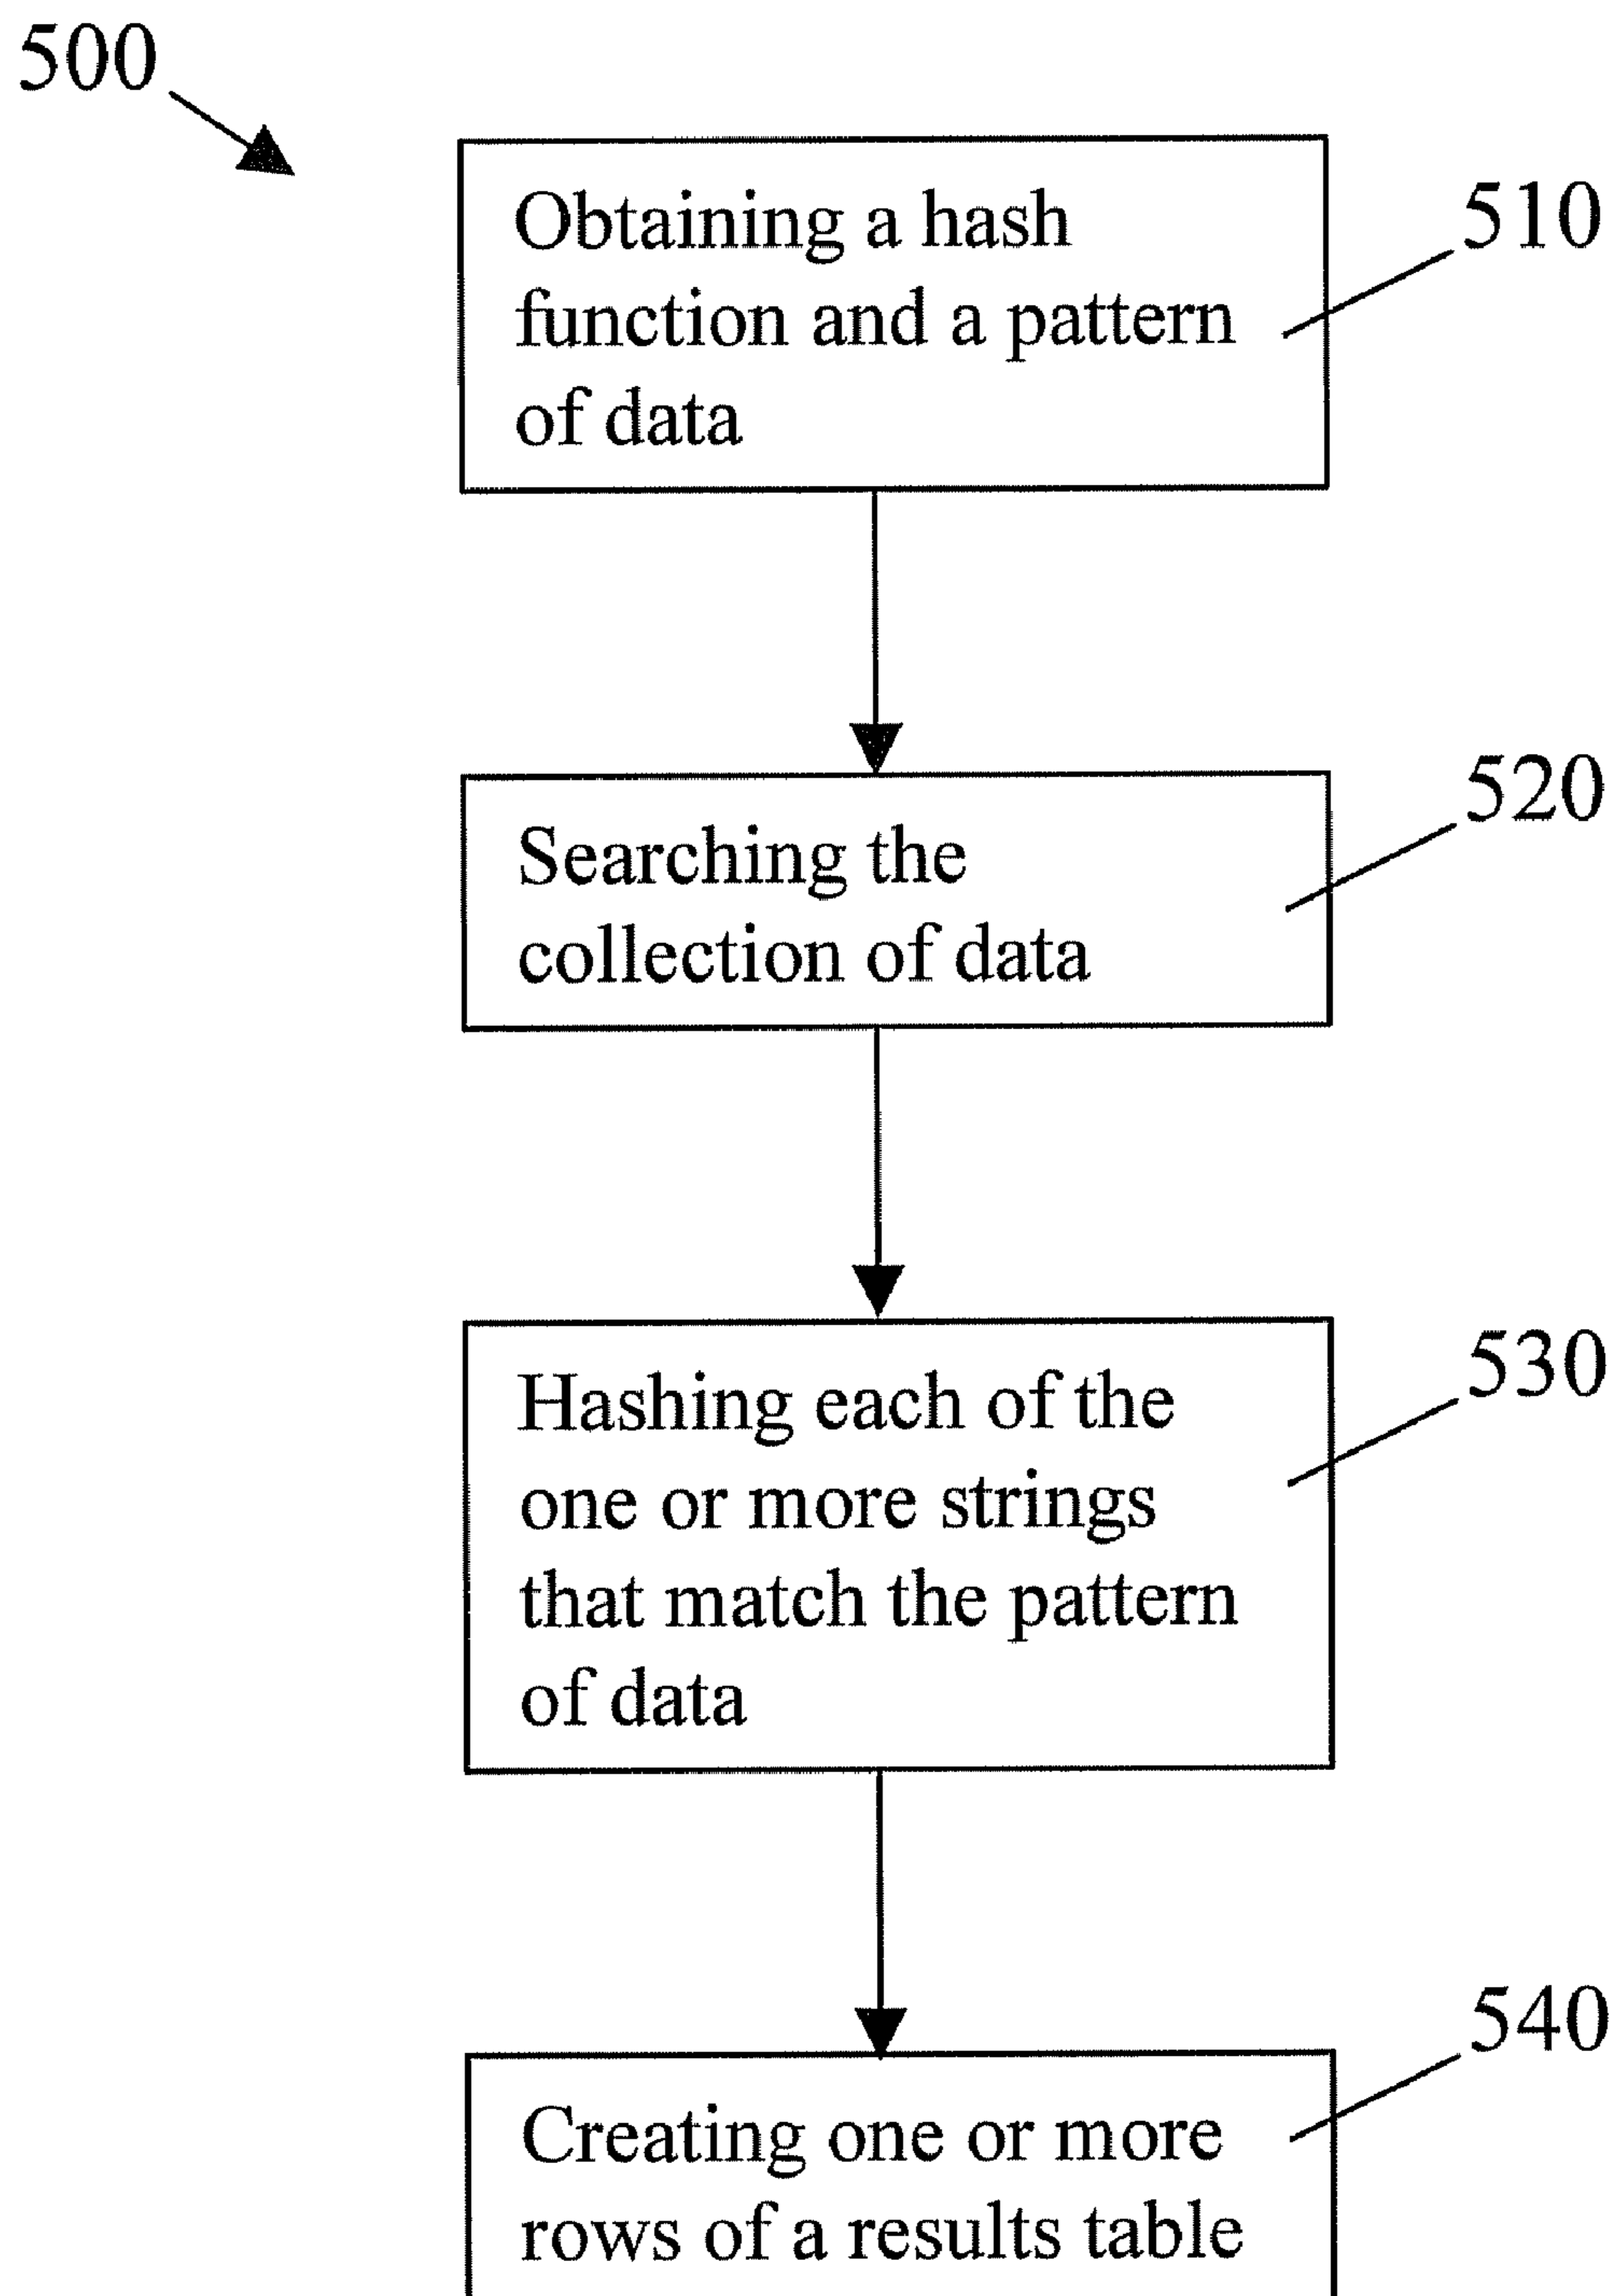 500
Obtaining a hash
function and a pattern
of data
510
Searching the
collection of data
520
Hashing each of the
one or more strings
that match the pattern
of data
530
Creating one or more
rows of a results table
540